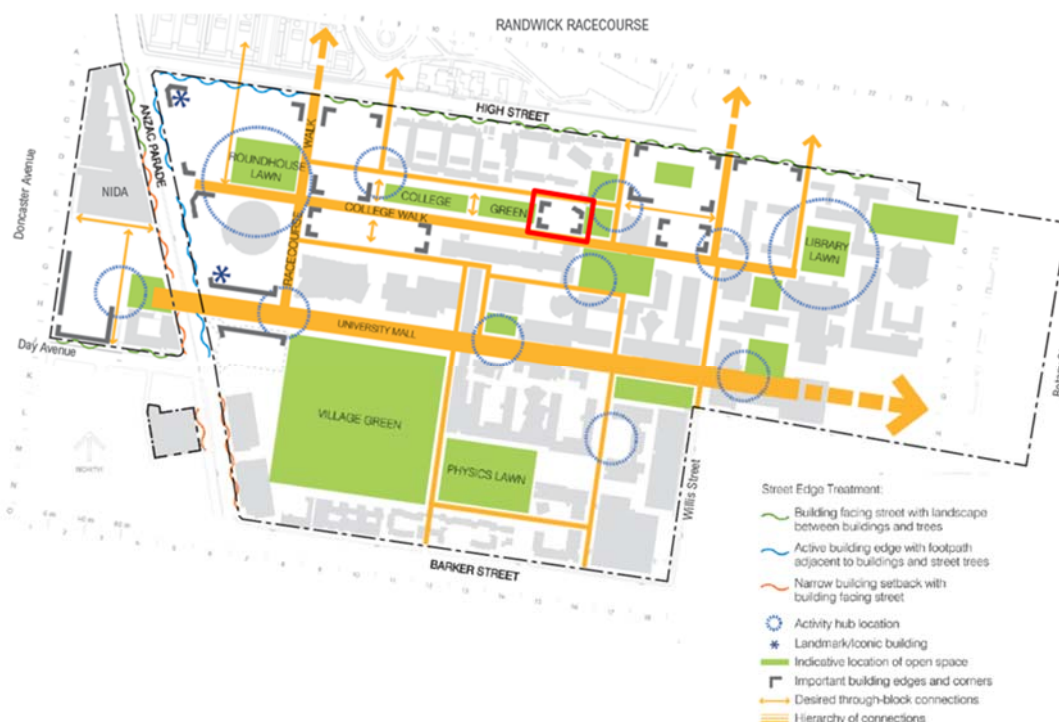 RANDWICK RACECOURSE
HIGH STREET
ANZAC PARADE
Doncaster Avenue
NIDA
ROUNDHOUSE
LAWN
RACECOURSE WALK
COLLEGE
GREEN
COLLEGE WALK
LIBRARY
LAWN
UNIVERSITY MALL
Day Avenue
VILLAGE GREEN
PHYSICS LAWN
NORTH
Willis Street
BARKER STREET
Street Edge Treatment:
Building facing street with landscape
between buildings and trees
Active building edge with footpath
adjacent to buildings and street trees
Narrow building setback with
building facing street
Activity hub location
Landmark/Iconic building
Indicative location of open space
Important building edges and corners
Desired through-block connections
Hierarchy of connections